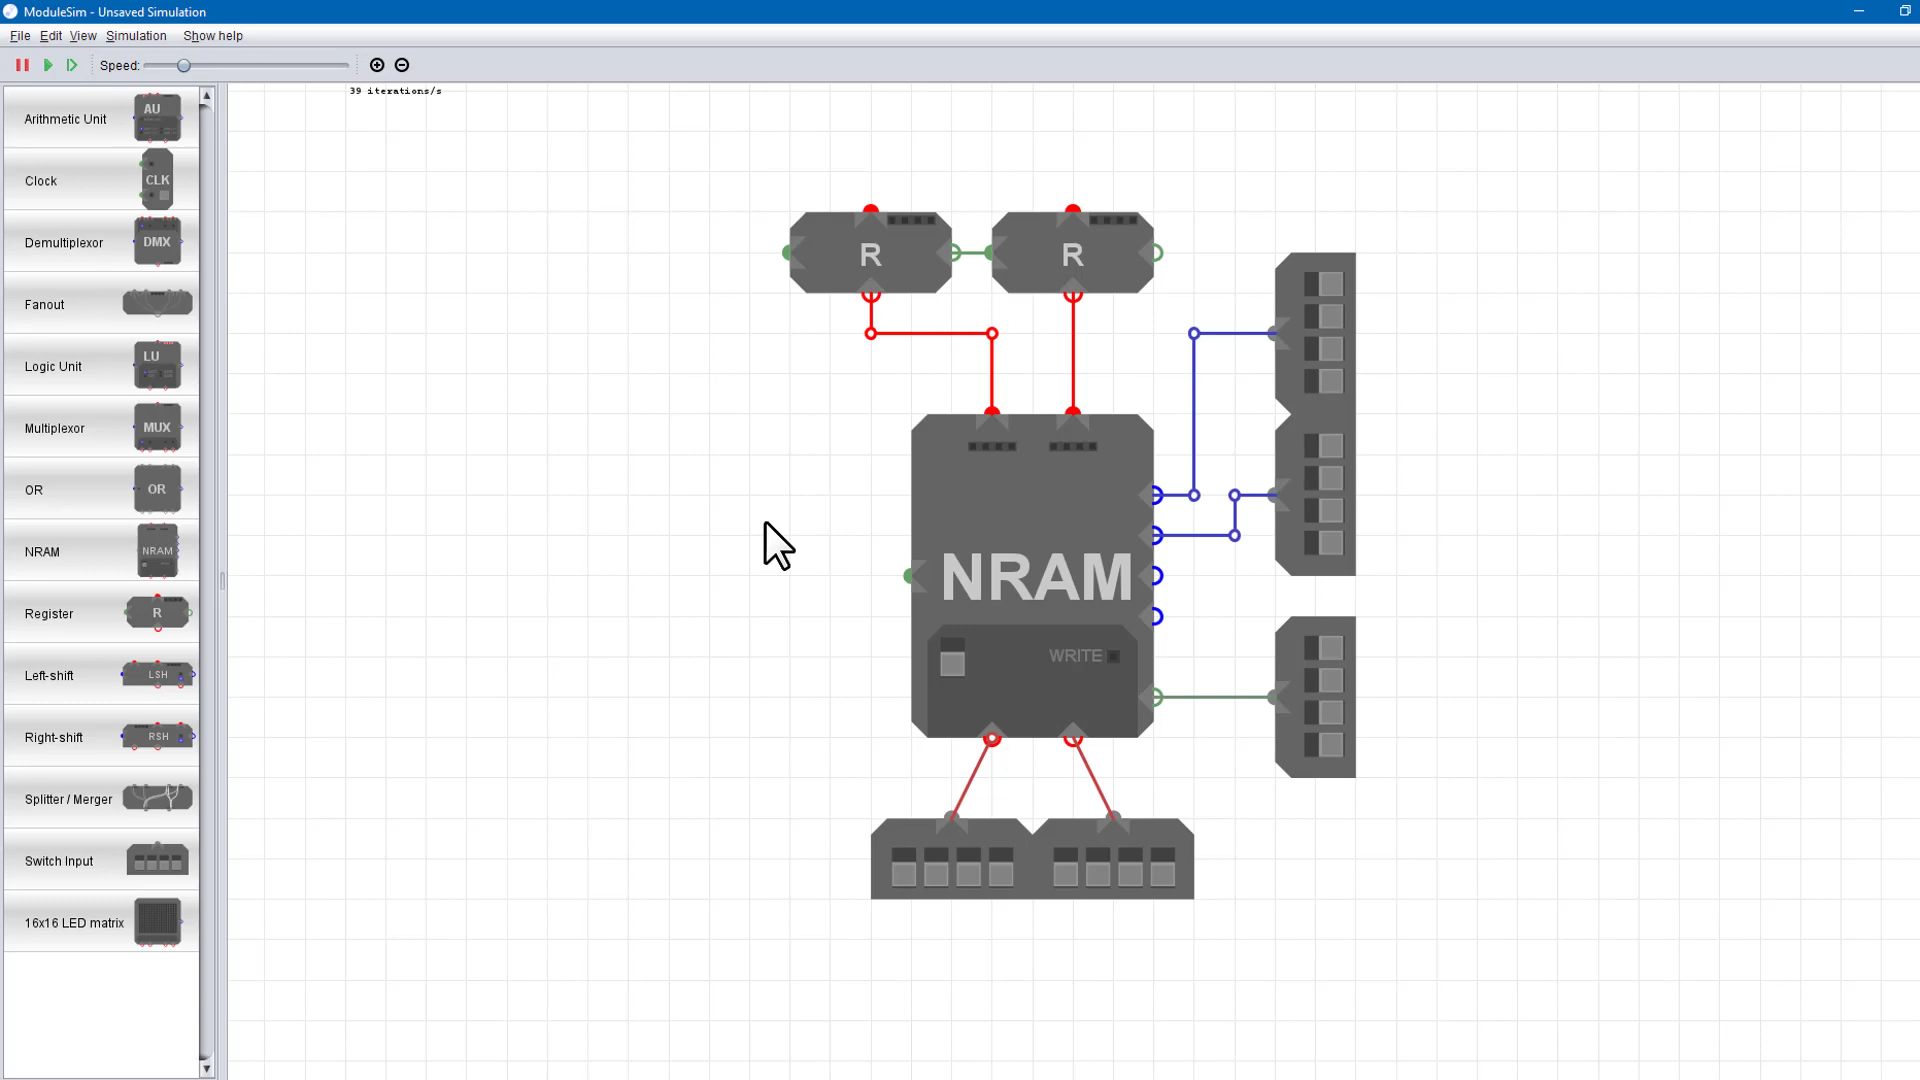 ModuleSim - Unsaved Simulation
File Edit View Simulation Show help
Speed:
39 iterations/s
Arithmetic Unit AU
Clock CLK
Demultiplexor DMX
Fanout
Logic Unit LU
Multiplexor MUX
OR OR
NRAM NRAM
Register R
Left-shift LSH
Right-shift RSH
Splitter / Merger
Switch Input
16x16 LED matrix
R R
NRAM
WRITE